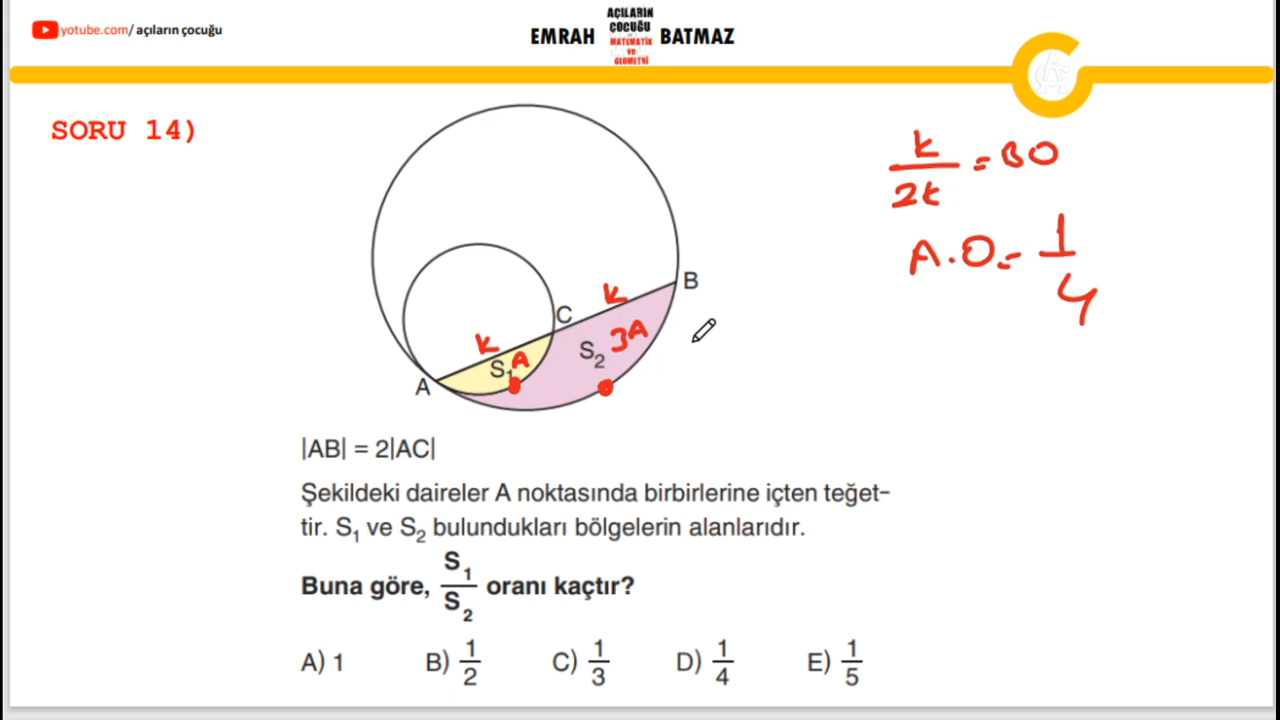 yotube.com/ açıların çocuğu
EMRAH AÇILARIN ÇOCUĞU MATEMATİK ve GEOMETRİ BATMAZ
SORU 14)
k/2k = BO
A.O = 1/4
B
C
k
k
S₁ A
S₂ 3A
A
|AB| = 2|AC|
Şekildeki daireler A noktasında birbirlerine içten teğet-
tir. S₁ ve S₂ bulundukları bölgelerin alanlarıdır.
Buna göre, S₁/S₂ oranı kaçtır?
A) 1 B) 1/2 C) 1/3 D) 1/4 E) 1/5